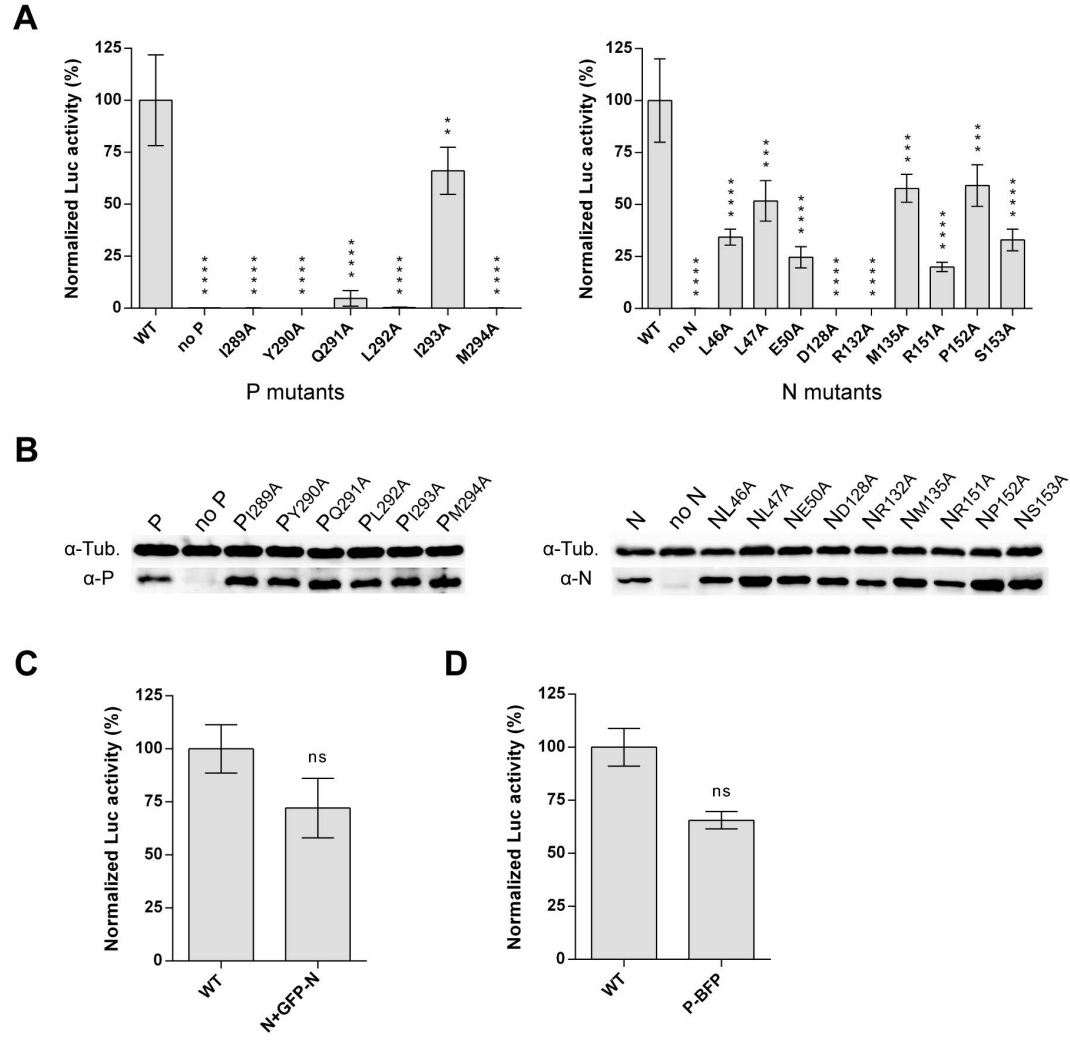 A
Normalized Luc activity (%)
125
100
75
50
25
0
**
****
****
****
****
****
****
WT
no P
I289A
Y290A
Q291A
L292A
I293A
M294A
P mutants
Normalized Luc activity (%)
125
100
75
50
25
0
****
****
***
****
****
****
***
****
***
****
WT
no N
L46A
L47A
E50A
D128A
R132A
M135A
R151A
P152A
S153A
N mutants
B
P
no P
PI289A
PY290A
PQ291A
PL292A
PI293A
PM294A
α-Tub.
α-P
N
no N
NL46A
NL47A
NE50A
ND128A
NR132A
NM135A
NR151A
NP152A
NS153A
α-Tub.
α-N
C
Normalized Luc activity (%)
125
100
75
50
25
0
ns
WT
N+GFP-N
D
Normalized Luc activity (%)
125
100
75
50
25
0
ns
WT
P-BFP